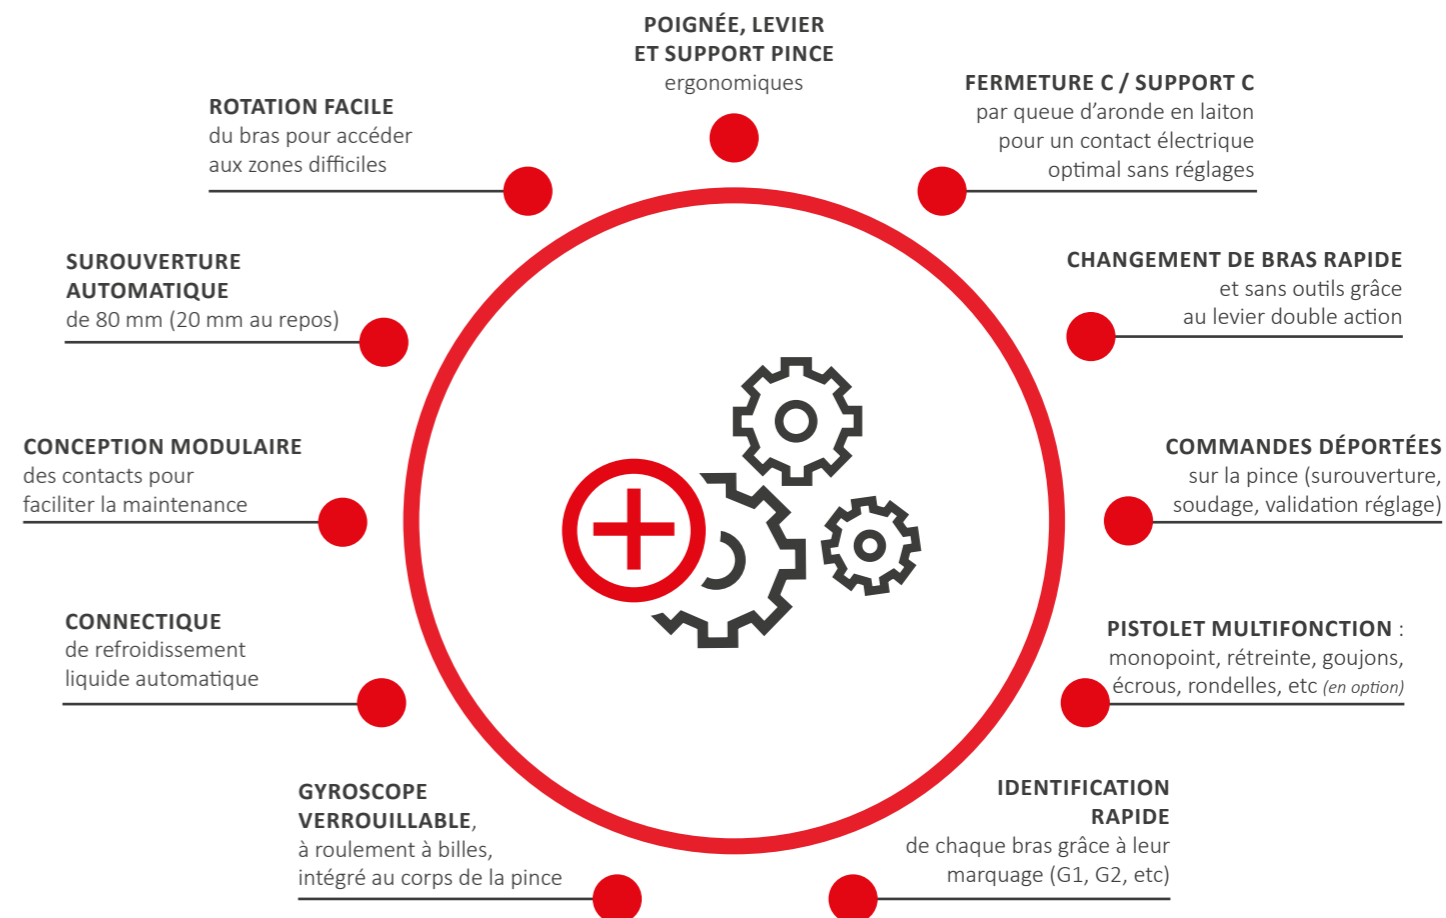 POIGNÉE, LEVIER
ET SUPPORT PINCE
ergonomiques
FERMETURE C / SUPPORT C
par queue d’aronde en laiton
pour un contact électrique
optimal sans réglages
CHANGEMENT DE BRAS RAPIDE
et sans outils grâce
au levier double action
COMMANDES DÉPORTÉES
sur la pince (surouverture,
soudage, validation réglage)
PISTOLET MULTIFONCTION :
monopoint, rétreinte, goujons,
écrous, rondelles, etc (en option)
IDENTIFICATION
RAPIDE
de chaque bras grâce à leur
marquage (G1, G2, etc)
GYROSCOPE
VERROUILLABLE,
à roulement à billes,
intégré au corps de la pince
CONNECTIQUE
de refroidissement
liquide automatique
CONCEPTION MODULAIRE
des contacts pour
faciliter la maintenance
SUROUVERTURE
AUTOMATIQUE
de 80 mm (20 mm au repos)
ROTATION FACILE
du bras pour accéder
aux zones difficiles